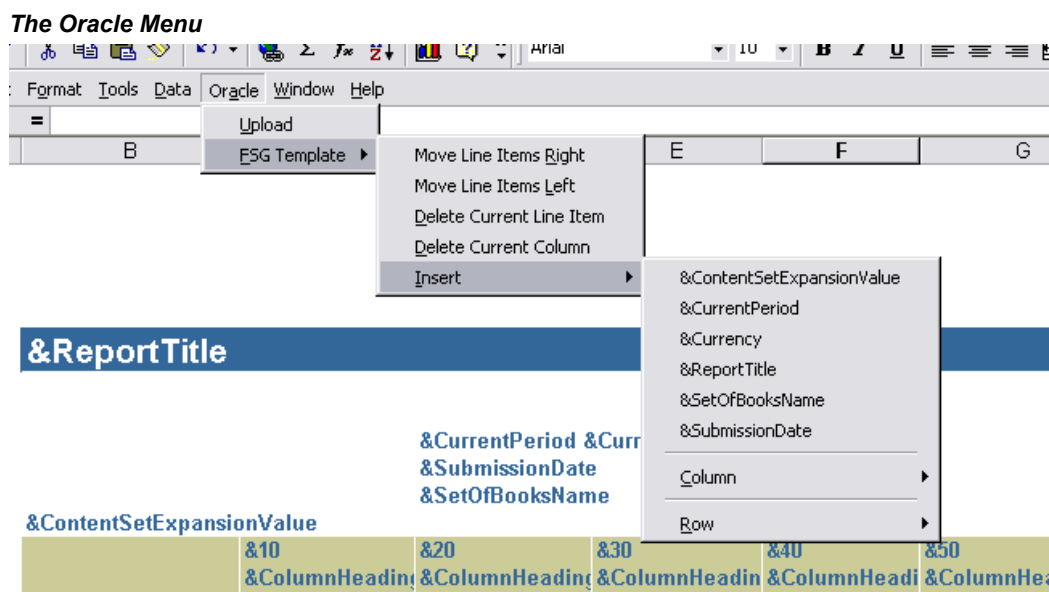 The Oracle Menu
Arial 10 B I U
Format Tools Data Oracle Window Help
=
Upload
FSG Template
B E F G
Move Line Items Right
Move Line Items Left
Delete Current Line Item
Delete Current Column
Insert
&ContentSetExpansionValue
&CurrentPeriod
&Currency
&ReportTitle
&SetOfBooksName
&SubmissionDate
Column
Row
&ReportTitle
&CurrentPeriod &Curr
&SubmissionDate
&SetOfBooksName
&ContentSetExpansionValue
&10 &20 &30 &40 &50
&ColumnHeading &ColumnHeading &ColumnHeadin &ColumnHeadi &ColumnHea